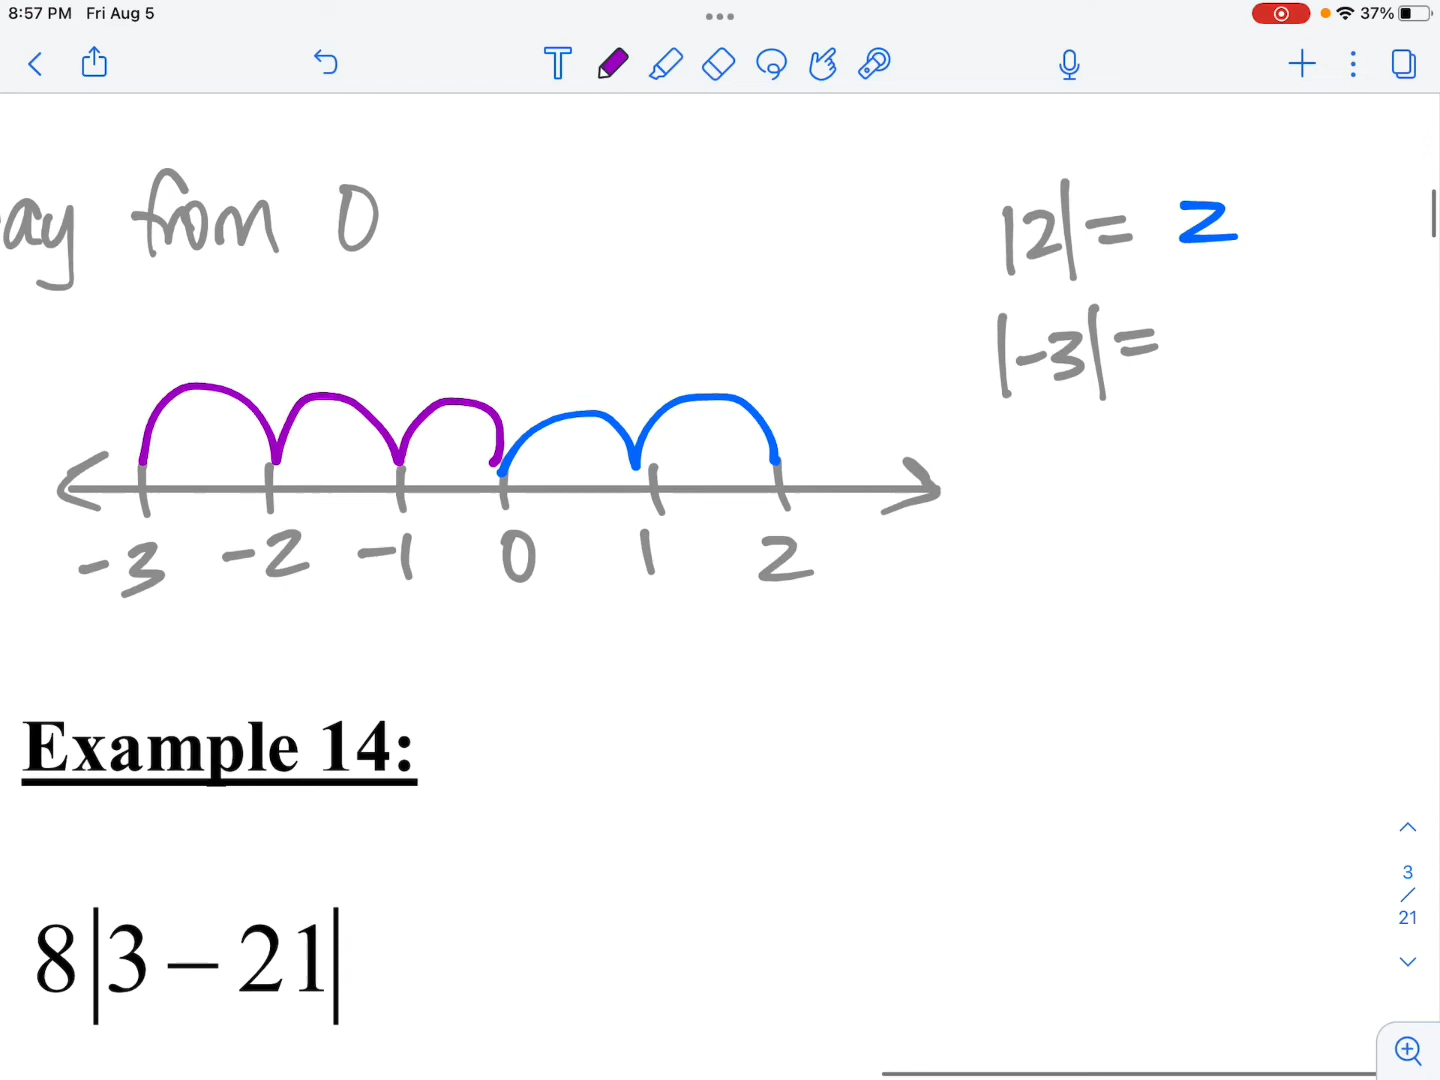 8:57 PM Fri Aug 5
37%
T
ay from 0
|2| = 2
|-3| =
-3 -2 -1 0 1 2
Example 14:
8|3 – 21|
3
/
21